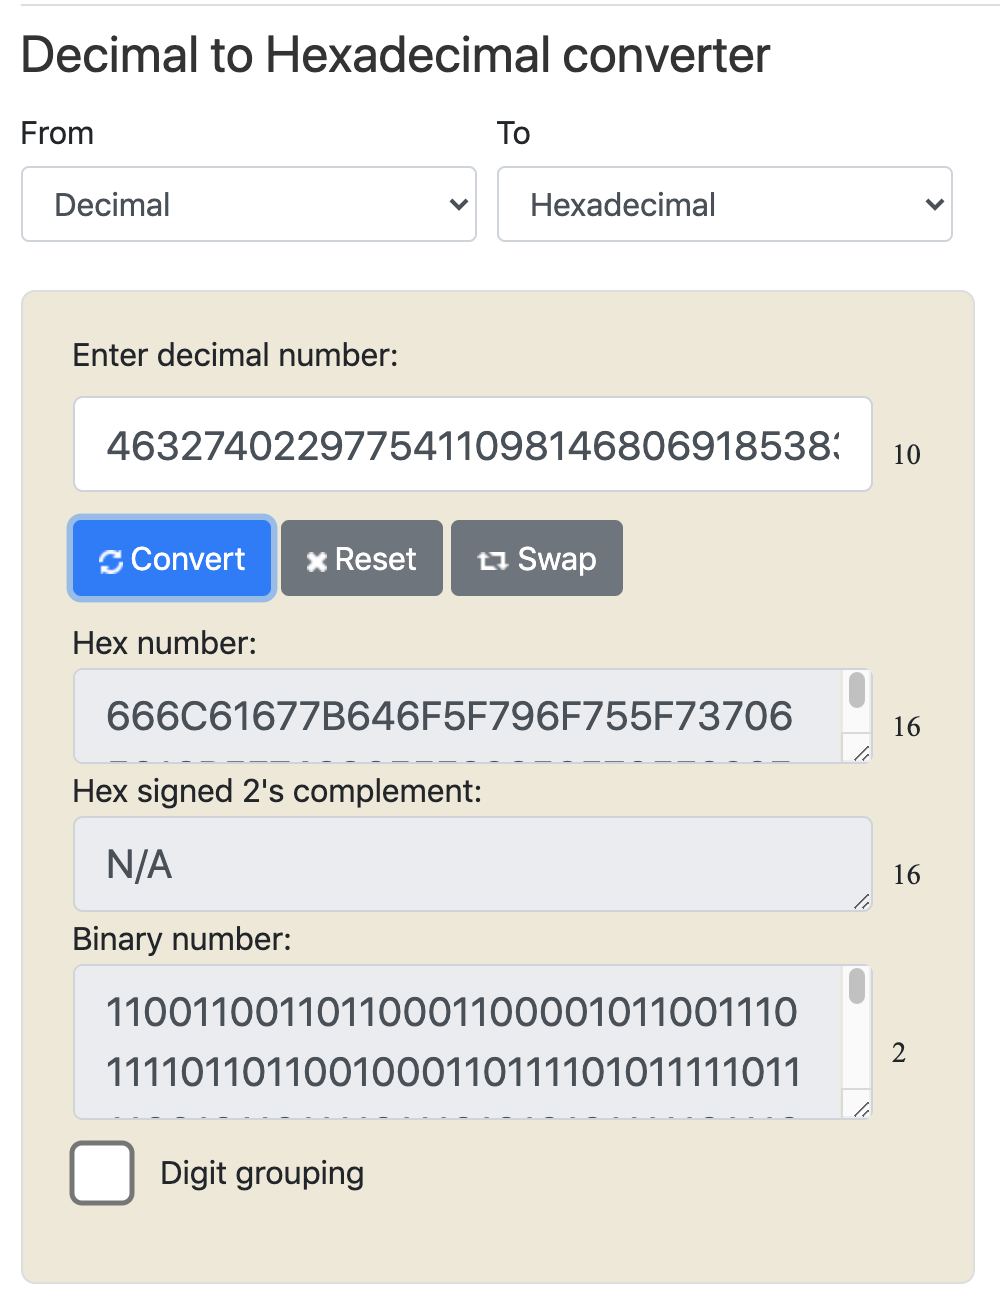 Decimal to Hexadecimal converter
From To
Decimal Hexadecimal
Enter decimal number:
46327402297754110981468069185383 10
Convert Reset Swap
Hex number:
666C61677B646F5F796F755F73706 16
Hex signed 2's complement:
N/A 16
Binary number:
11001100110110001100001011001110
1111011011001000110111101011111011 2
Digit grouping